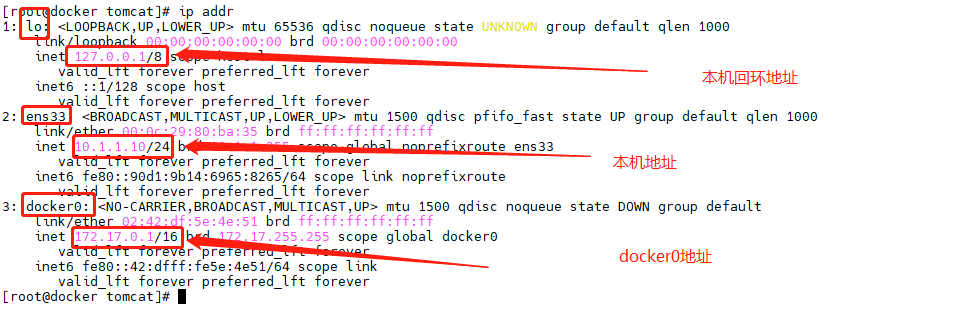 [root@docker tomcat]# ip addr
1: lo: <LOOPBACK,UP,LOWER_UP> mtu 65536 qdisc noqueue state UNKNOWN group default qlen 1000
link/loopback 00:00:00:00:00:00 brd 00:00:00:00:00:00
inet 127.0.0.1/8 scope host
本机回环地址
valid_lft forever preferred_lft forever
inet6 ::1/128 scope host
valid_lft forever preferred_lft forever
2: ens33 <BROADCAST,MULTICAST,UP,LOWER_UP> mtu 1500 qdisc pfifo_fast state UP group default qlen 1000
link/ether 00:0c:29:80:ba:35 brd ff:ff:ff:ff:ff:ff
inet 10.1.1.10/24 scope global noprefixroute ens33
本机地址
valid_lft forever preferred_lft forever
inet6 fe80::90d1:9b14:6965:8265/64 scope link noprefixroute
valid_lft forever preferred_lft forever
3: docker0: <NO-CARRIER,BROADCAST,MULTICAST,UP> mtu 1500 qdisc noqueue state DOWN group default
link/ether 02:42:df:5e:4e:51 brd ff:ff:ff:ff:ff:ff
inet 172.17.0.1/16 brd 172.17.255.255 scope global docker0
valid_lft forever preferred_lft forever
docker0地址
inet6 fe80::42:dfff:fe5e:4e51/64 scope link
valid_lft forever preferred_lft forever
[root@docker tomcat]#